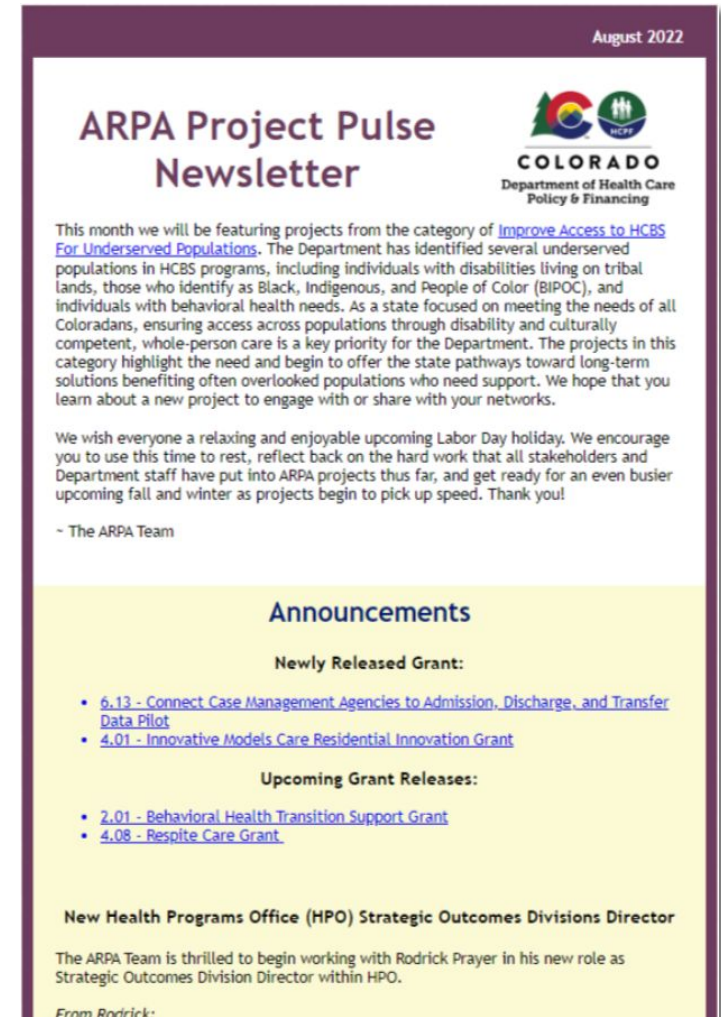 August 2022
ARPA Project Pulse
Newsletter
HCPF
COLORADO
Department of Health Care
Policy & Financing
This month we will be featuring projects from the category of Improve Access to HCBS
For Underserved Populations. The Department has identified several underserved
populations in HCBS programs, including individuals with disabilities living on tribal
lands, those who identify as Black, Indigenous, and People of Color (BIPOC), and
individuals with behavioral health needs. As a state focused on meeting the needs of all
Coloradans, ensuring access across populations through disability and culturally
competent, whole-person care is a key priority for the Department. The projects in this
category highlight the need and begin to offer the state pathways toward long-term
solutions benefiting often overlooked populations who need support. We hope that you
learn about a new project to engage with or share with your networks.
We wish everyone a relaxing and enjoyable upcoming Labor Day holiday. We encourage
you to use this time to rest, reflect back on the hard work that all stakeholders and
Department staff have put into ARPA projects thus far, and get ready for an even busier
upcoming fall and winter as projects begin to pick up speed. Thank you!
~ The ARPA Team
Announcements
Newly Released Grant:
• 6.13 - Connect Case Management Agencies to Admission, Discharge, and Transfer
Data Pilot
• 4.01 - Innovative Models Care Residential Innovation Grant
Upcoming Grant Releases:
• 2.01 - Behavioral Health Transition Support Grant
• 4.08 - Respite Care Grant
New Health Programs Office (HPO) Strategic Outcomes Divisions Director
The ARPA Team is thrilled to begin working with Rodrick Prayer in his new role as
Strategic Outcomes Division Director within HPO.
From Rodrick: